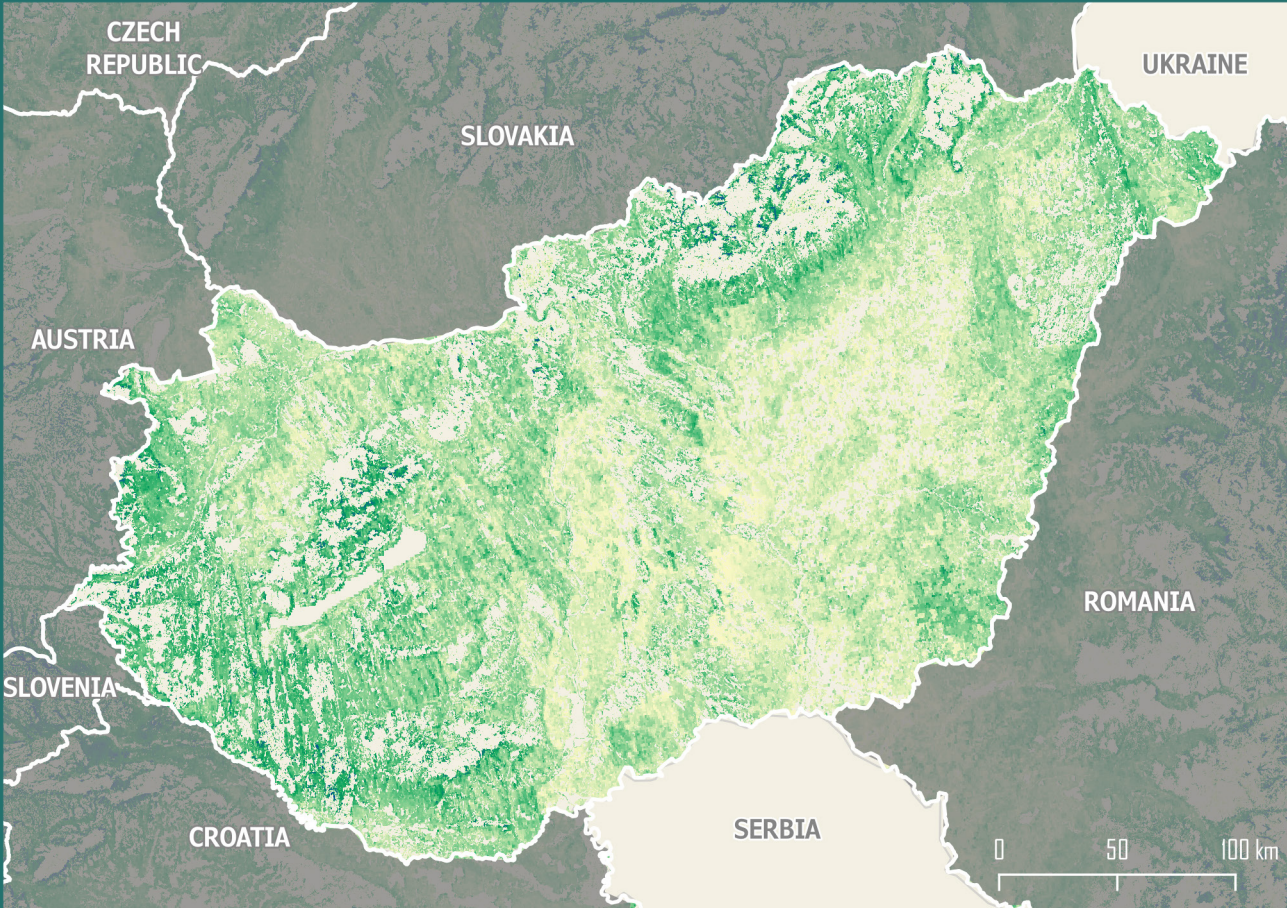 CZECH
REPUBLIC
UKRAINE
SLOVAKIA
AUSTRIA
ROMANIA
SLOVENIA
CROATIA
SERBIA
0 50 100 km